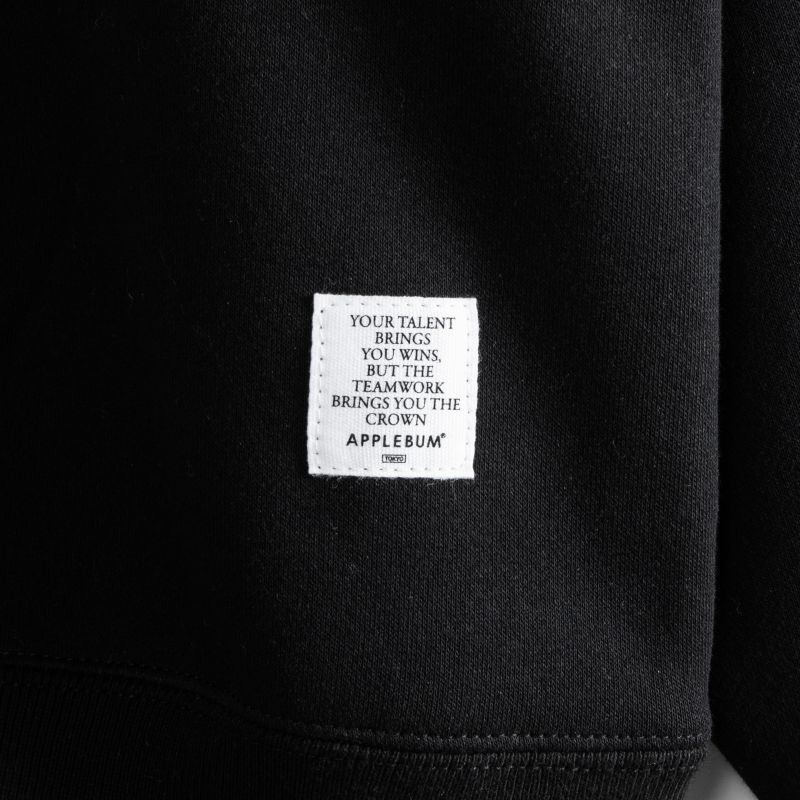 YOUR TALENT
BRINGS
YOU WINS,
BUT THE
TEAMWORK
BRINGS YOU THE
CROWN
APPLEBUM®
TOKYO